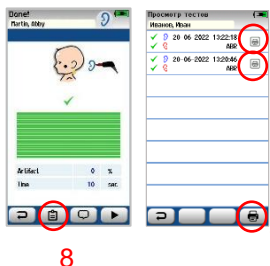 Done!
Martin, Abby
Artifact 0 %
Time 10 sec.
8
Просмотр тестов
Иванов, Иван
20-06-2022 13:22:18
ABR
20-06-2022 13:20:46
ABR